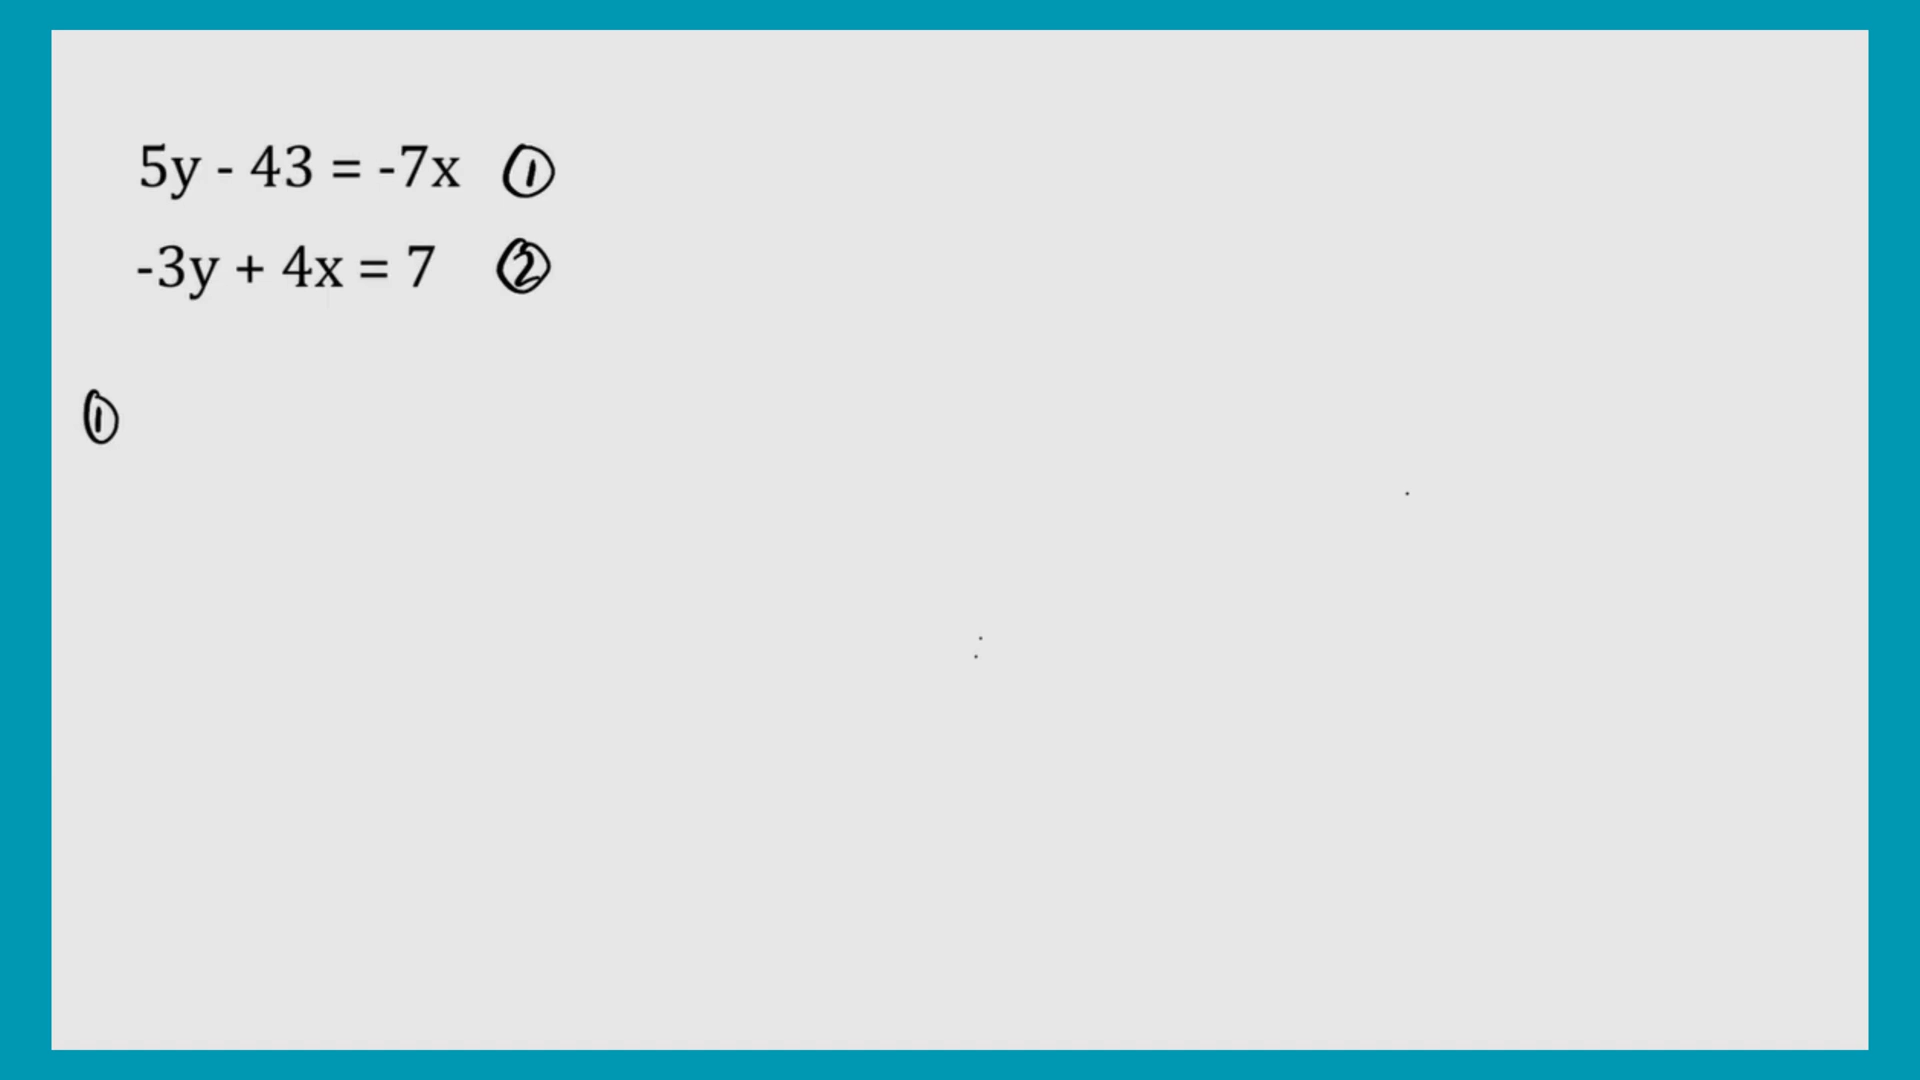 5y - 43 = -7x ①
-3y + 4x = 7 ②
①